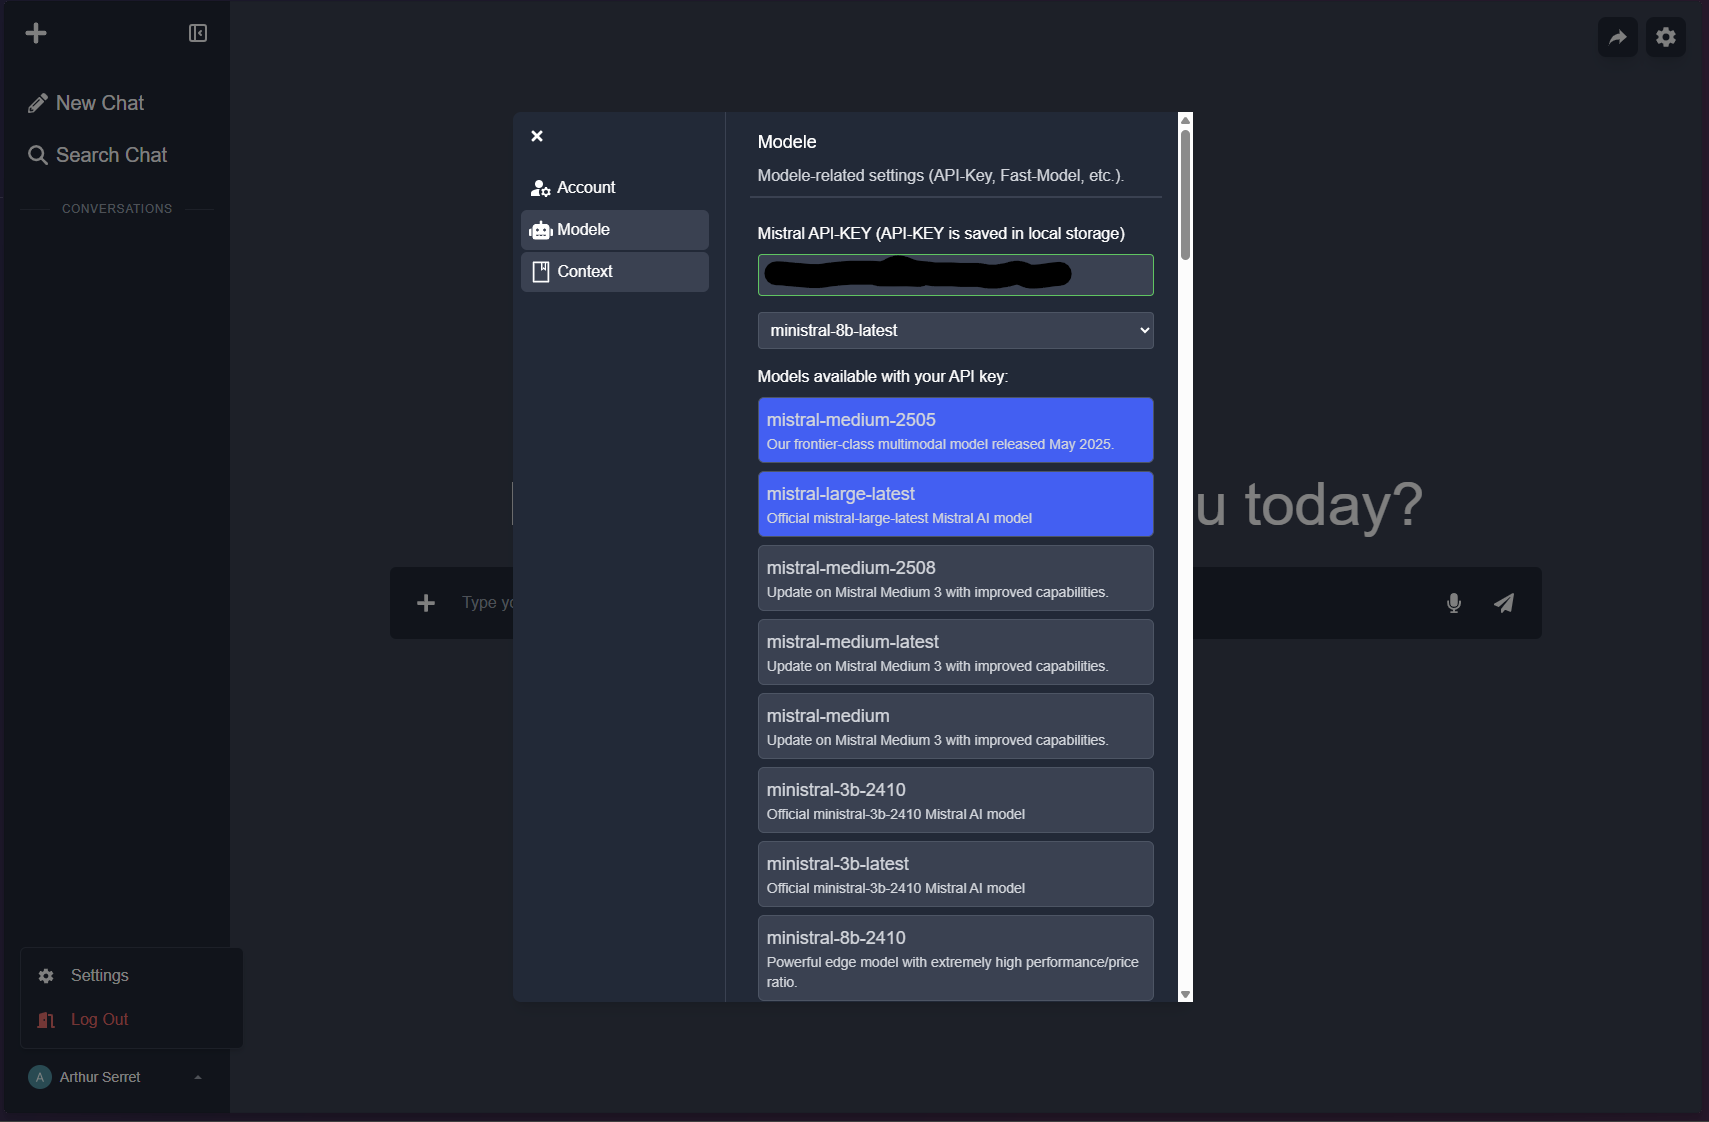 New Chat
Search Chat
CONVERSATIONS
Settings
Log Out
A
Arthur Serret
Account
Modele
Context
Modele
Modele-related settings (API-Key, Fast-Model, etc.).
Mistral API-KEY (API-KEY is saved in local storage)
ministral-8b-latest
Models available with your API key:
mistral-medium-2505
Our frontier-class multimodal model released May 2025.
mistral-large-latest
Official mistral-large-latest Mistral AI model
mistral-medium-2508
Update on Mistral Medium 3 with improved capabilities.
mistral-medium-latest
Update on Mistral Medium 3 with improved capabilities.
mistral-medium
Update on Mistral Medium 3 with improved capabilities.
ministral-3b-2410
Official ministral-3b-2410 Mistral AI model
ministral-3b-latest
Official ministral-3b-2410 Mistral AI model
ministral-8b-2410
Powerful edge model with extremely high performance/price
ratio.
u today?
Type yo